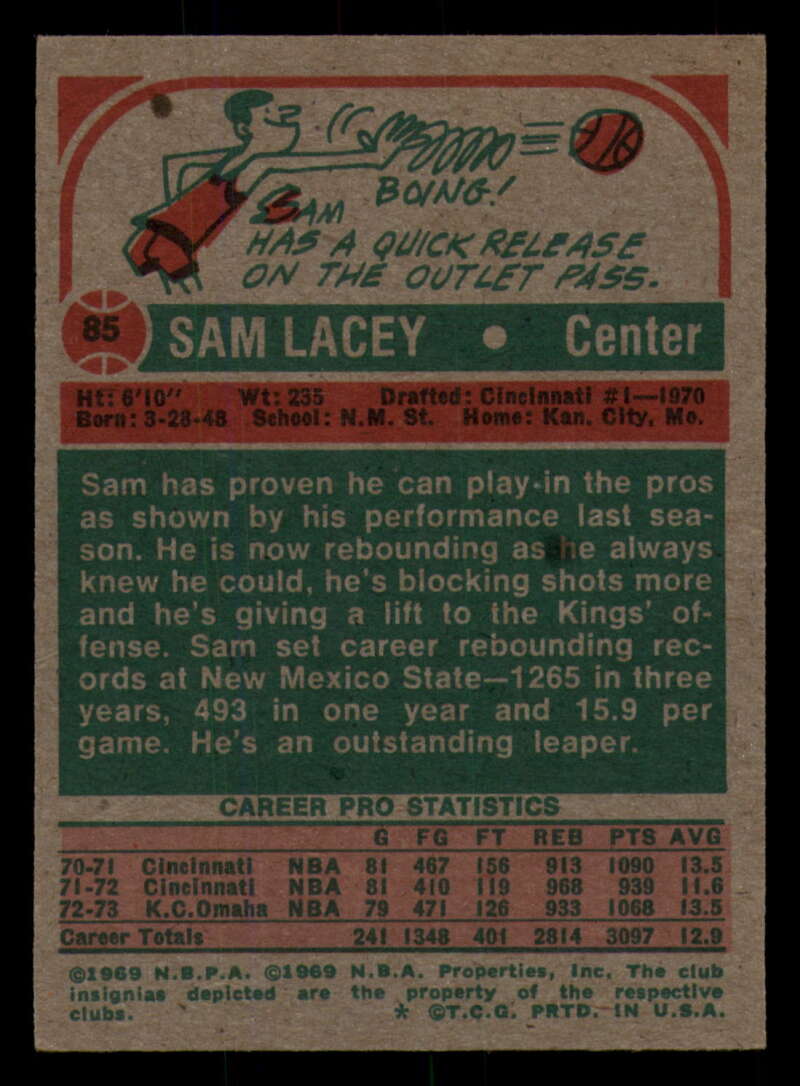 BOING!
SAM
HAS A QUICK RELEASE
ON THE OUTLET PASS.
85 SAM LACEY • Center
Ht: 6'10" Wt: 235 Drafted: Cincinnati #1—1970
Born: 3-28-48 School: N.M. St. Home: Kan. City, Mo.
Sam has proven he can play-in the pros
as shown by his performance last sea-
son. He is now rebounding as he always
knew he could, he's blocking shots more
and he's giving a lift to the Kings' of-
fense. Sam set career rebounding rec-
ords at New Mexico State—1265 in three
years, 493 in one year and 15.9 per
game. He's an outstanding leaper.
CAREER PRO STATISTICS
G FG FT REB PTS AVG
70-71 Cincinnati NBA 81 467 156 913 1090 13.5
71-72 Cincinnati NBA 81 410 119 968 939 11.6
72-73 K.C.Omaha NBA 79 471 126 933 1068 13.5
Career Totals 241 1348 401 2814 3097 12.9
©1969 N.B.P.A. ©1969 N.B.A. Properties, Inc. The club
insignias depicted are the property of the respective
clubs. * ©T.C.G. PRTD. IN U.S.A.